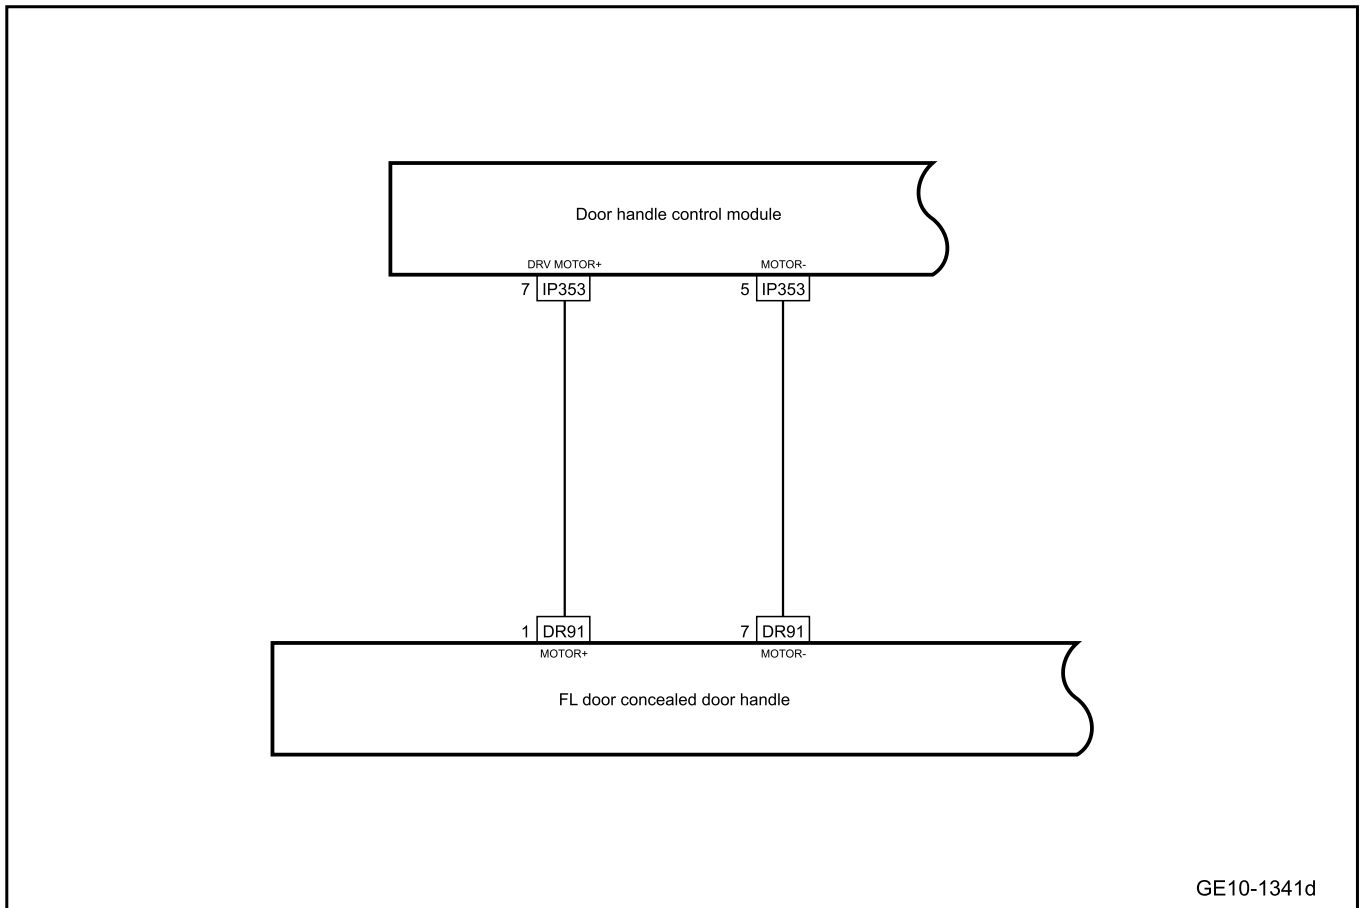 Door handle control module
DRV MOTOR+ MOTOR-
7 IP353 5 IP353
1 DR91 7 DR91
MOTOR+ MOTOR-
FL door concealed door handle
GE10-1341d